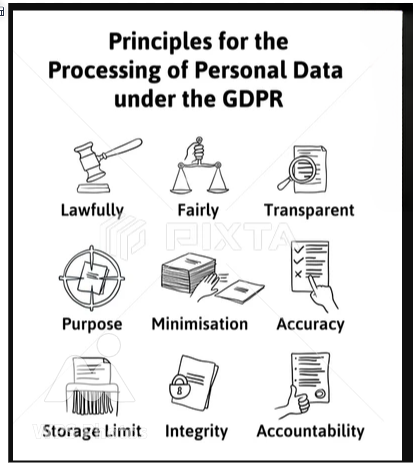 Principles for the
Processing of Personal Data
under the GDPR
Lawfully Fairly Transparent
PIXTA
Purpose Minimisation Accuracy
Storage Limit Integrity Accountability